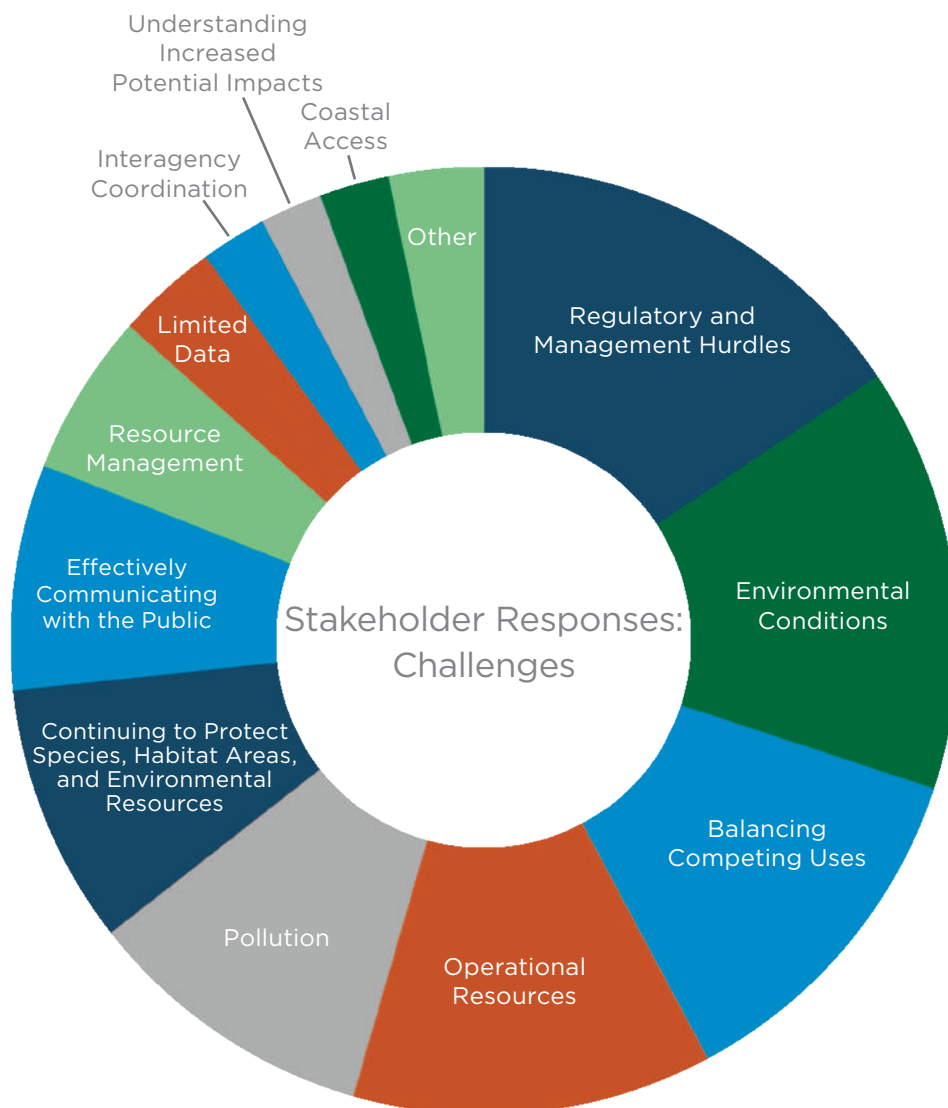 Understanding
Increased
Potential Impacts
Coastal
Access
Interagency
Coordination
Other
Regulatory and
Management Hurdles
Limited
Data
Resource
Management
Environmental
Conditions
Effectively
Communicating
with the Public
Stakeholder Responses:
Challenges
Continuing to Protect
Species, Habitat Areas,
and Environmental
Resources
Balancing
Competing Uses
Pollution
Operational
Resources